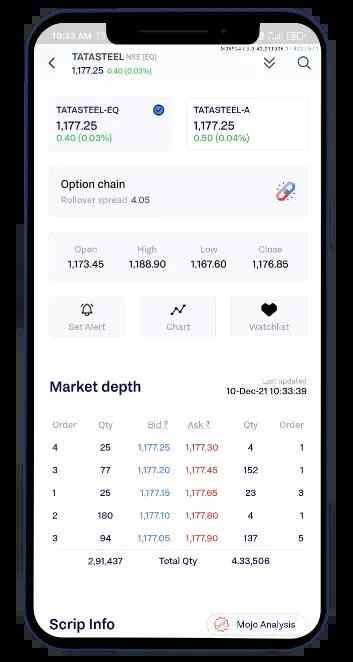 10:33 AM
TATASTEEL NSE (EQ)
1,177.25 0.40 (0.03%)
TATASTEEL-EQ
1,177.25
0.40 (0.03%)
TATASTEEL-A
1,177.25
0.50 (0.04%)
Option chain
Rollover spread 4.05
Open High Low Close
1,173.45 1,188.90 1,167.60 1,176.85
Set Alert Chart Watchlist
Market depth
Last updated
10-Dec-21 10:33:39
Order Qty Bid ₹ Ask ₹ Qty Order
4 25 1,177.25 1,177.30 4 1
3 77 1,177.20 1,177.45 152 1
1 25 1,177.15 1,177.65 23 3
2 180 1,177.10 1,177.80 4 1
3 94 1,177.05 1,177.90 137 5
2,91,437 Total Qty 4,33,506
Scrip Info
Mojo Analysis